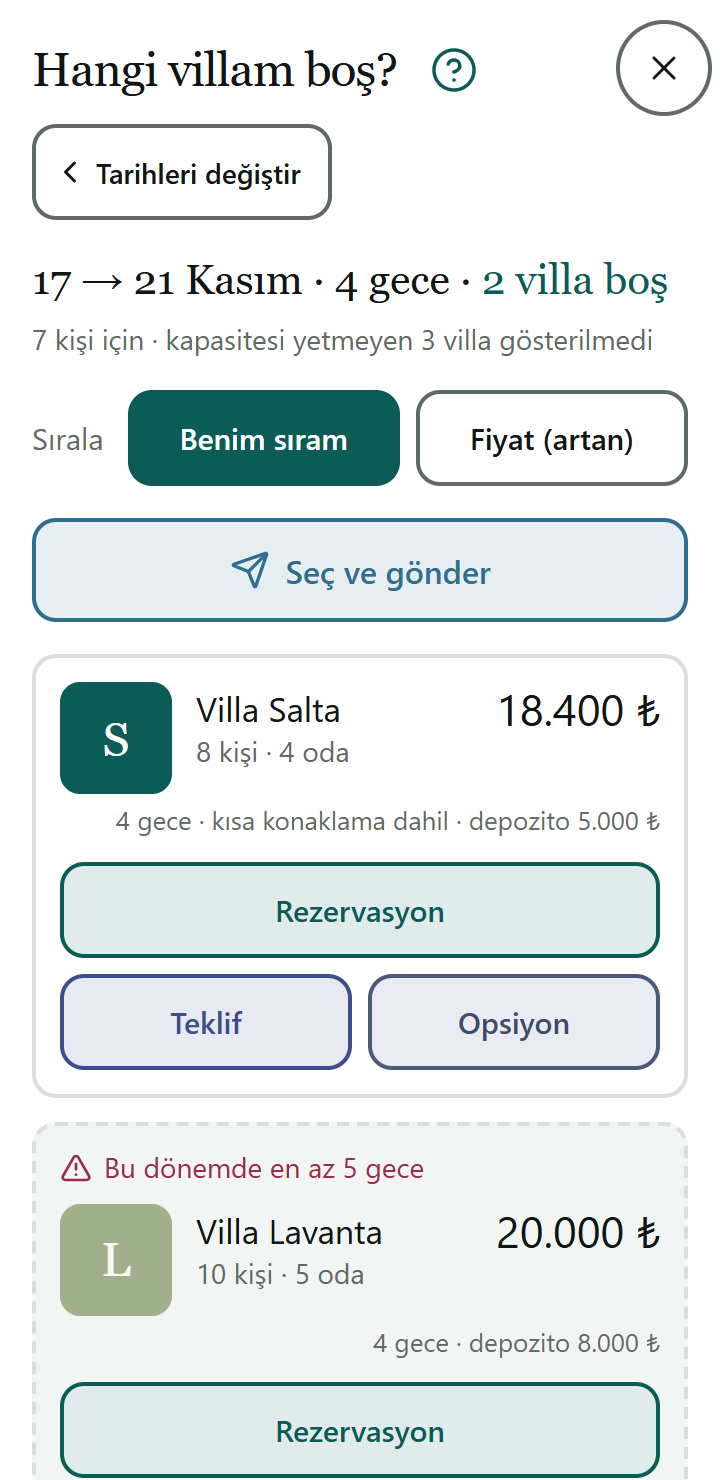 Hangi villam boş?
Tarihleri değiştir
17 → 21 Kasım · 4 gece · 2 villa boş
7 kişi için · kapasitesi yetmeyen 3 villa gösterilmedi
Sırala Benim sıram Fiyat (artan)
Seç ve gönder
S Villa Salta 18.400 ₺
8 kişi · 4 oda
4 gece · kısa konaklama dahil · depozito 5.000 ₺
Rezervasyon
Teklif Opsiyon
Bu dönemde en az 5 gece
L Villa Lavanta 20.000 ₺
10 kişi · 5 oda
4 gece · depozito 8.000 ₺
Rezervasyon